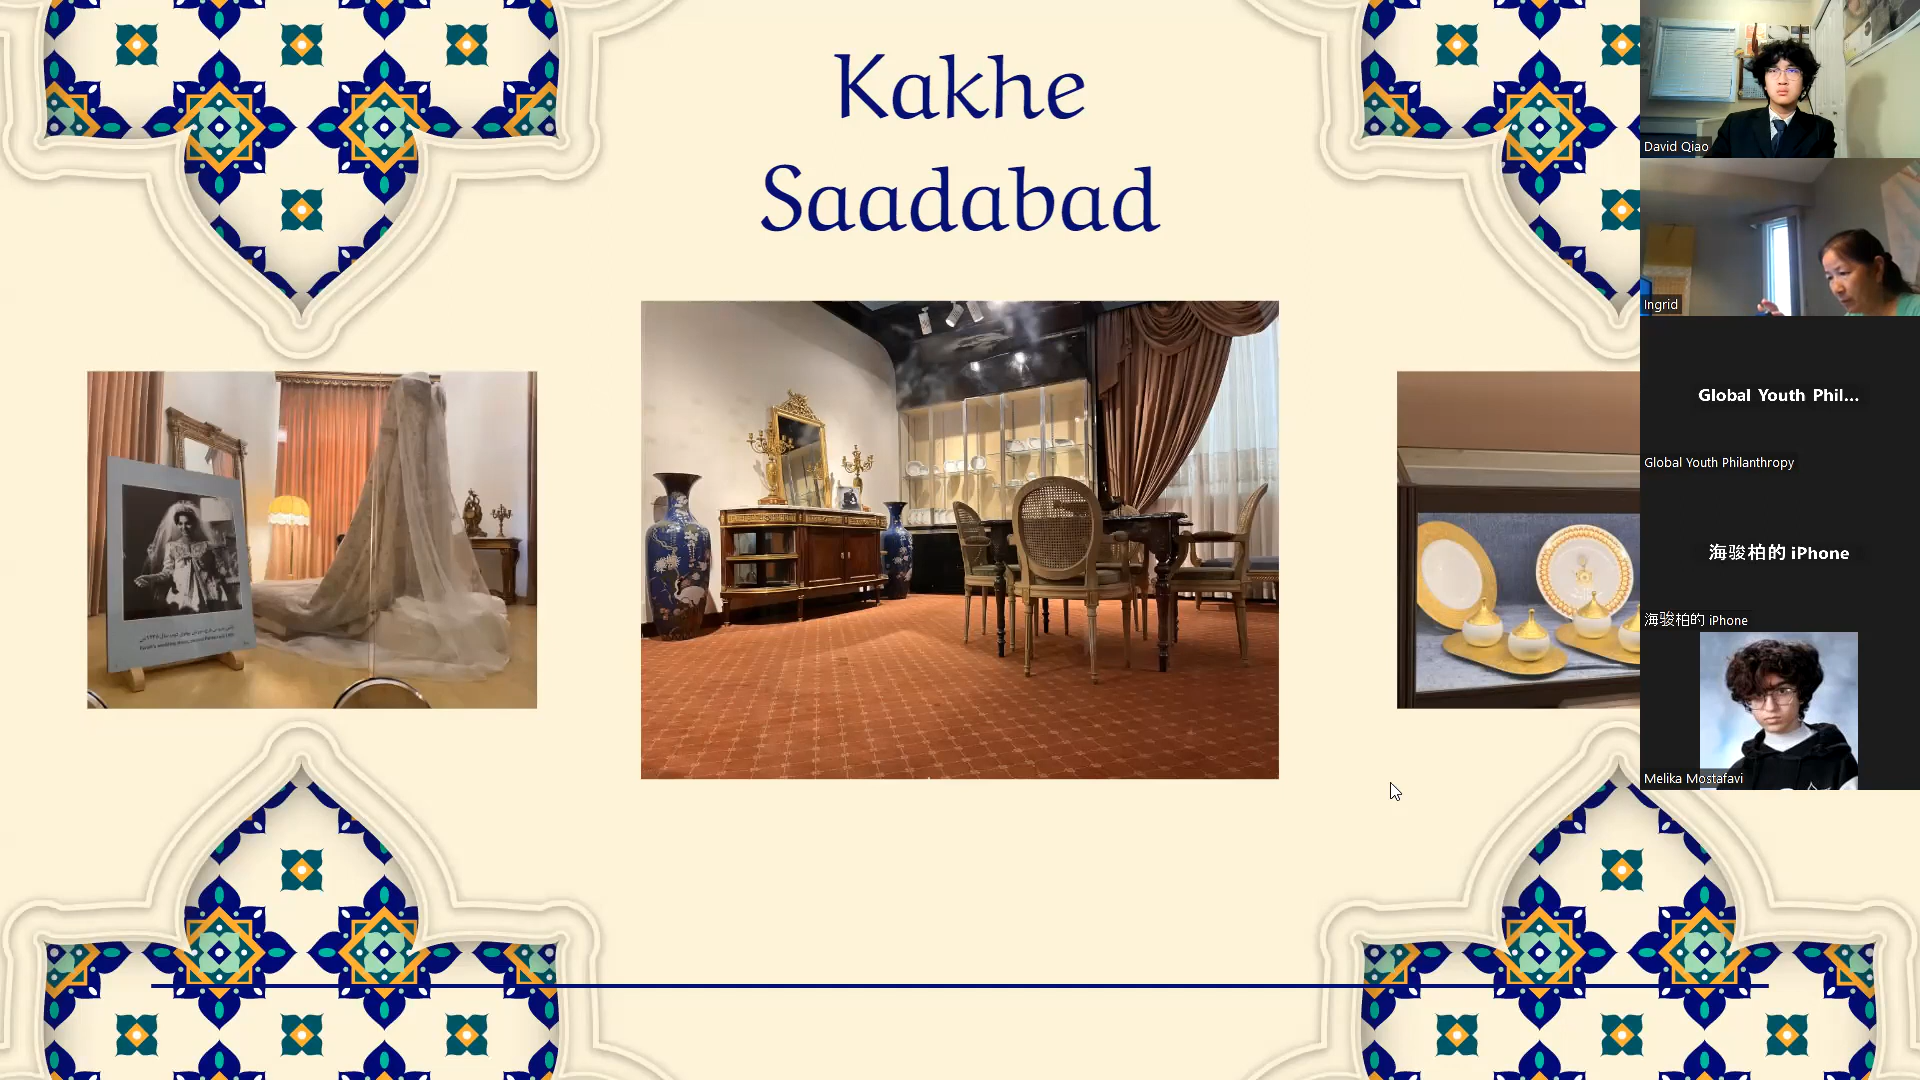 Kakhe
Saadabad
David Qiao
Ingrid
Global Youth Phil...
Global Youth Philanthropy
海骏柏的 iPhone
海骏柏的 iPhone
Melika Mostafavi